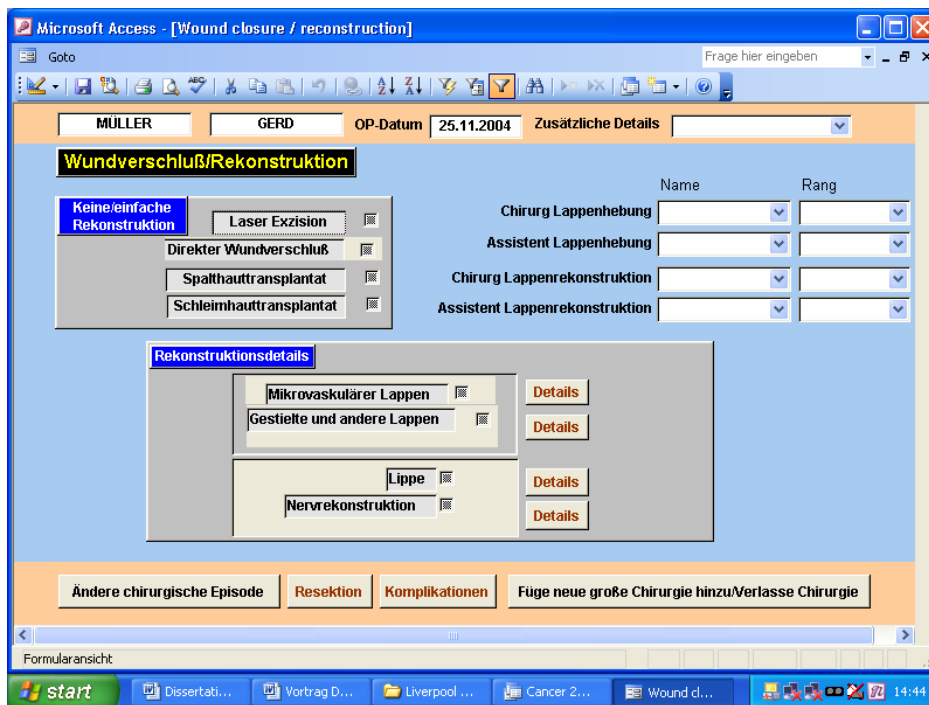 Microsoft Access - [Wound closure / reconstruction]
Goto
Frage hier eingeben
MÜLLER GERD OP-Datum 25.11.2004 Zusätzliche Details
Wundverschluß/Rekonstruktion
Name Rang
Keine/einfache
Rekonstruktion
Laser Exzision
Direkter Wundverschluß
Spalthauttransplantat
Schleimhauttransplantat
Chirurg Lappenhebung
Assistent Lappenhebung
Chirurg Lappenrekonstruktion
Assistent Lappenrekonstruktion
Rekonstruktionsdetails
Mikrovaskulärer Lappen Details
Gestielte und andere Lappen Details
Lippe Details
Nervrekonstruktion Details
Ändere chirurgische Episode Resektion Komplikationen Füge neue große Chirurgie hinzu/Verlasse Chirurgie
Formularansicht
start Dissertati... Vortrag D... Liverpool ... Cancer 2... Wound cl... 14:44